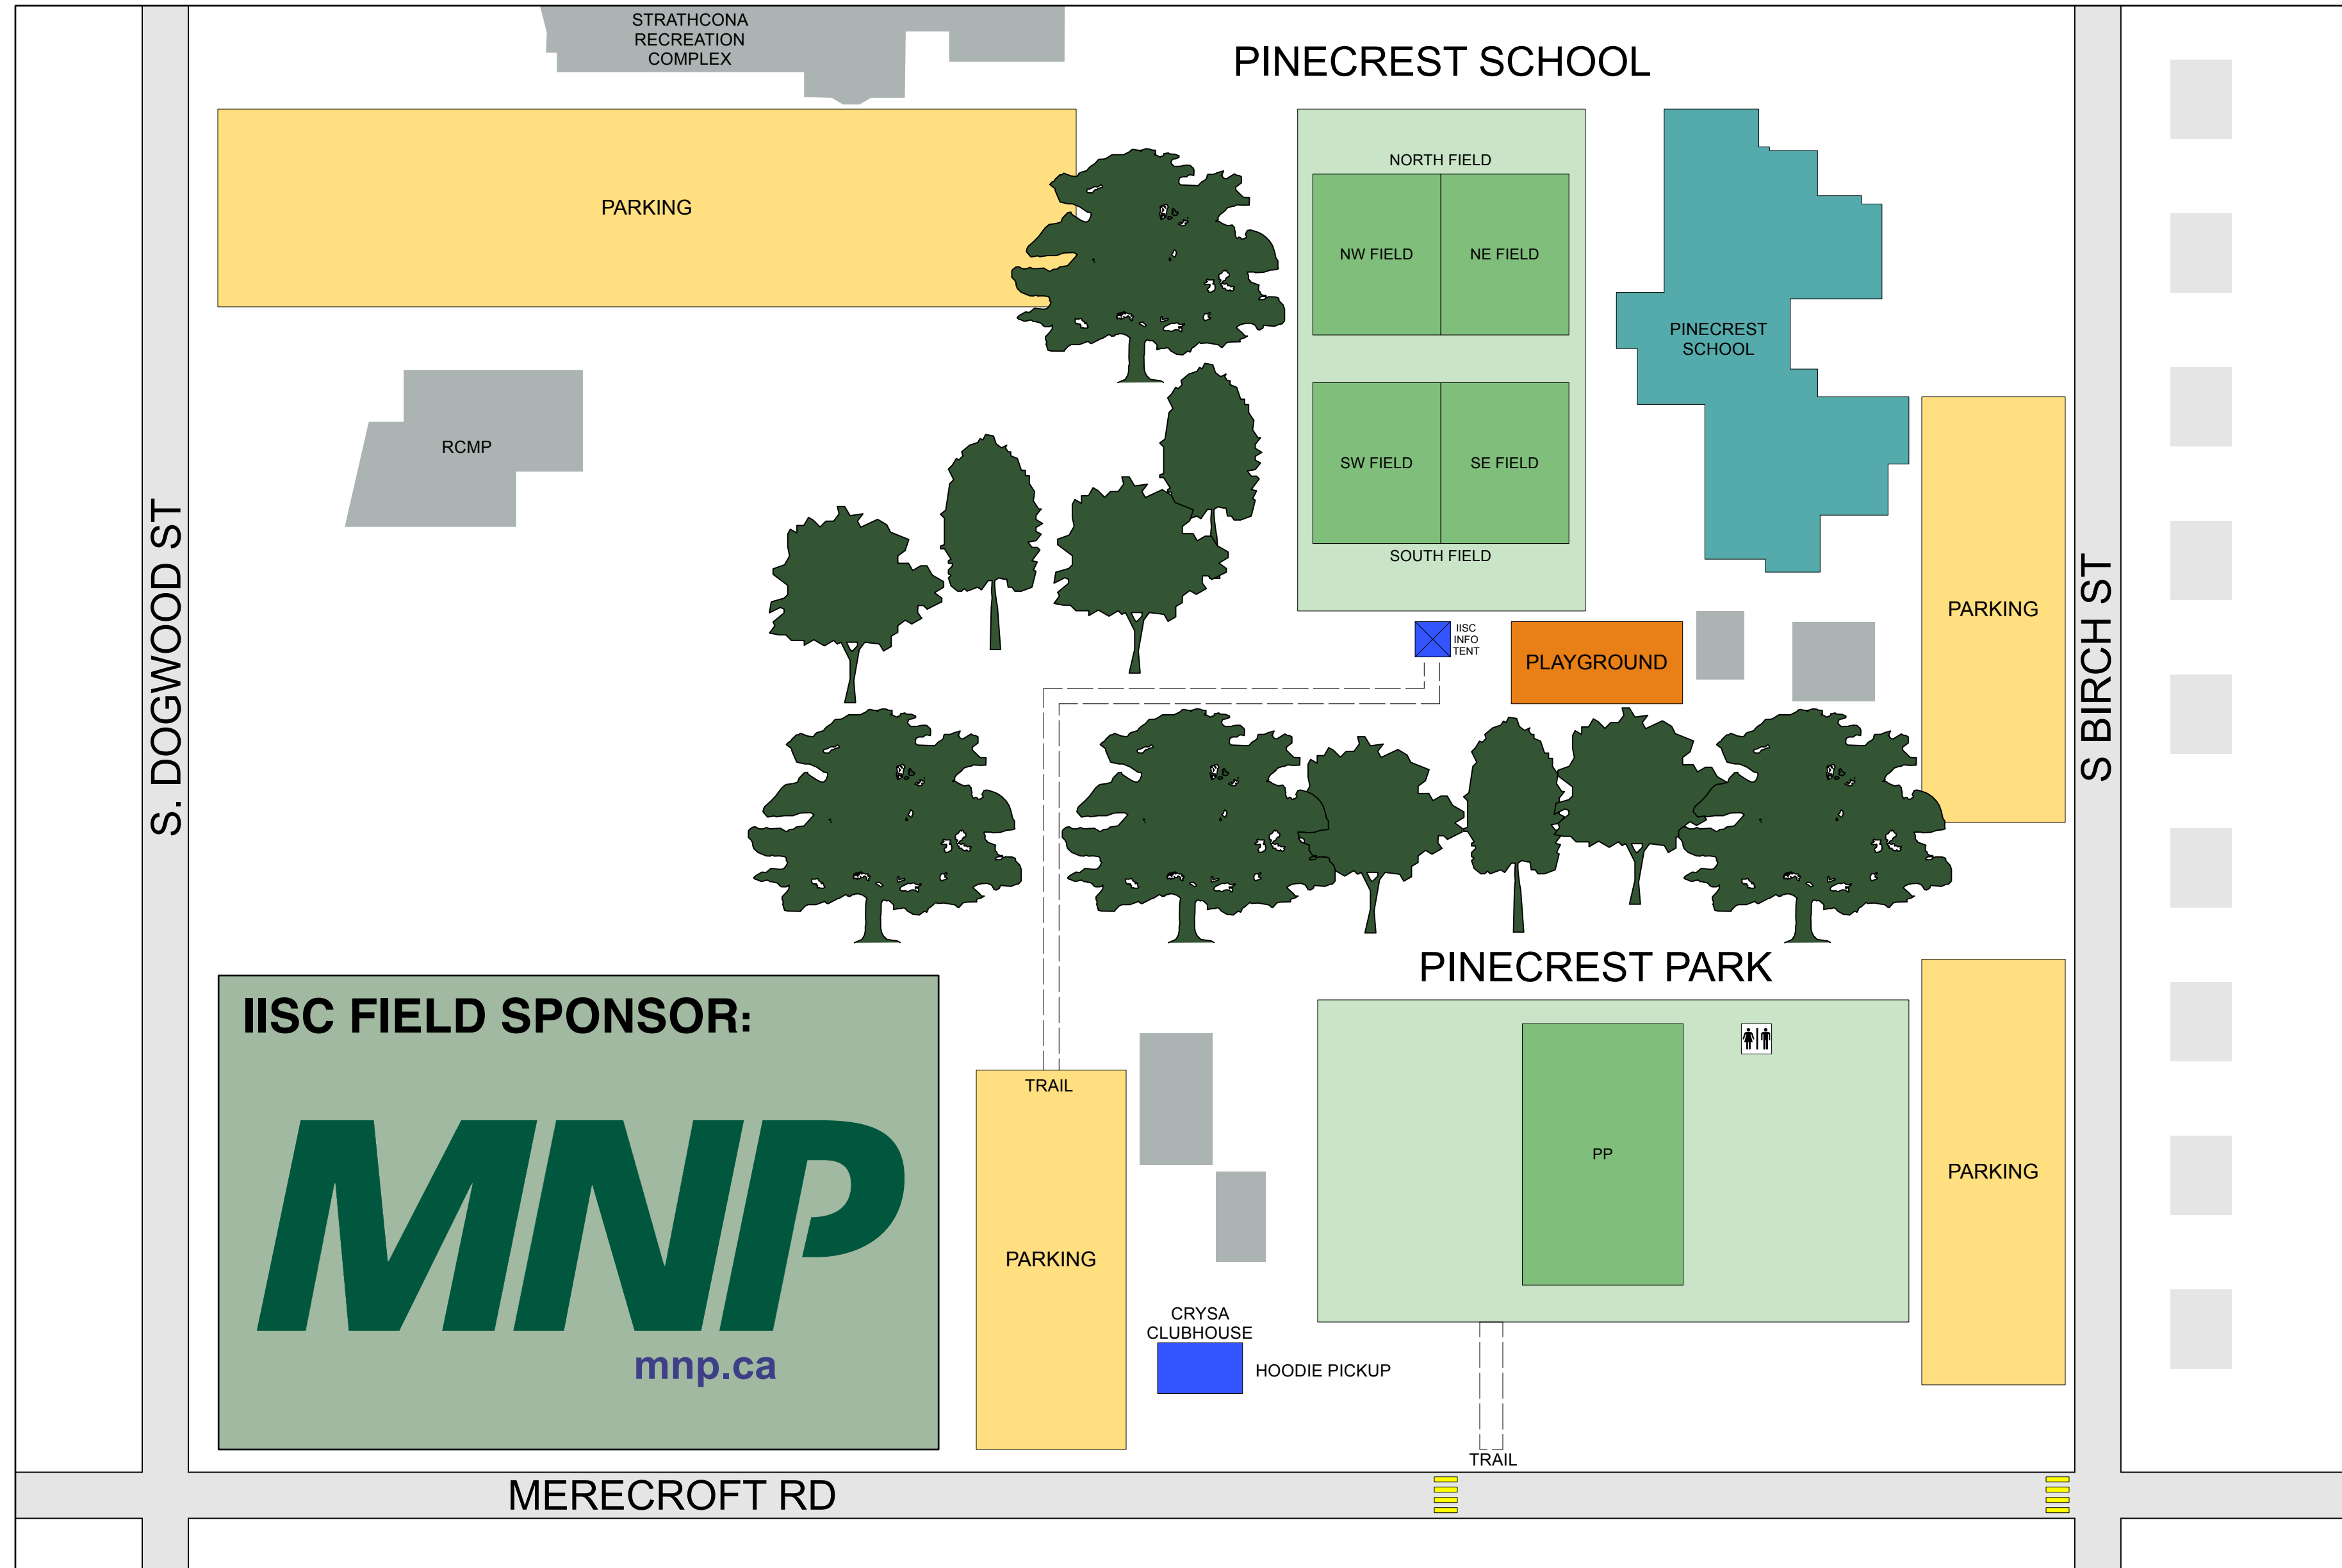 STRATHCONA
RECREATION
COMPLEX
PINECREST SCHOOL
PARKING
NORTH FIELD
NW FIELD
NE FIELD
PINECREST
SCHOOL
RCMP
SW FIELD
SE FIELD
SOUTH FIELD
S. DOGWOOD ST
S BIRCH ST
PARKING
IISC
INFO
TENT
PLAYGROUND
PINECREST PARK
IISC FIELD SPONSOR:
MNP
mnp.ca
TRAIL
PARKING
PP
PARKING
CRYSA
CLUBHOUSE
HOODIE PICKUP
TRAIL
MERECROFT RD